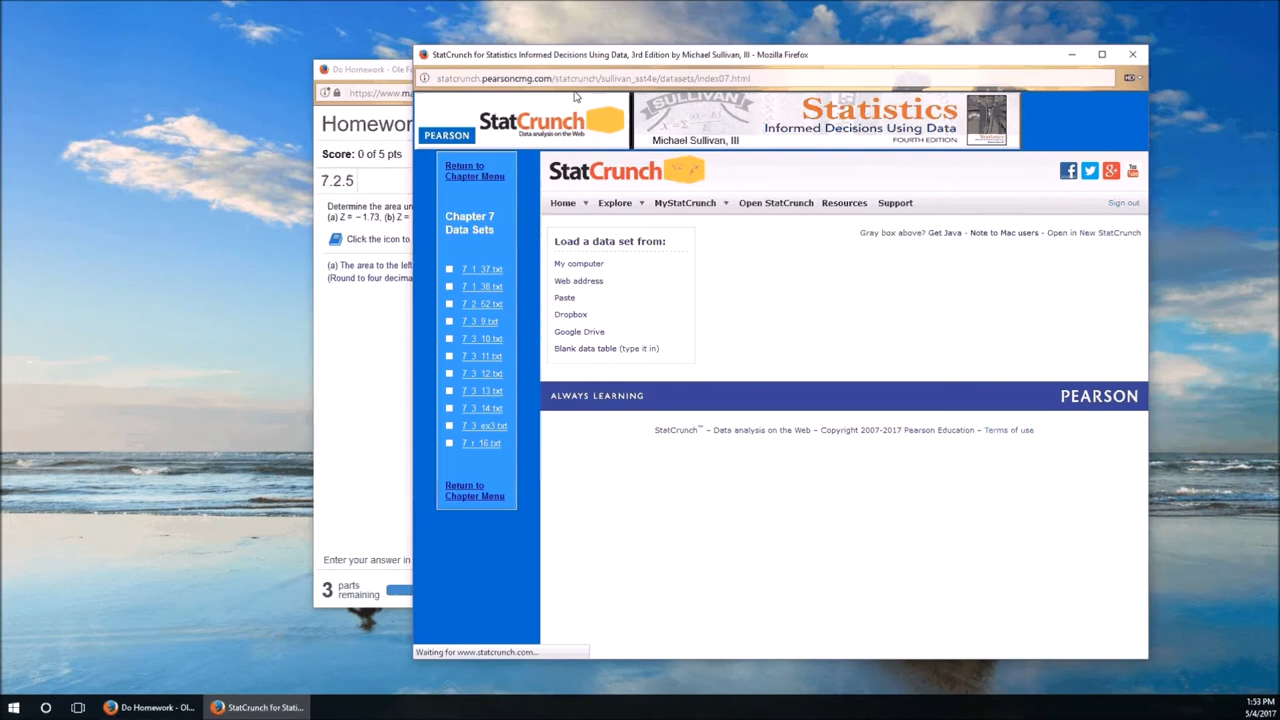 StatCrunch for Statistics Informed Decisions Using Data, 3rd Edition by Michael Sullivan, III - Mozilla Firefox
statcrunch.pearsoncmg.com/statcrunch/sullivan_sst4e/datasets/index07.html
Do Homework - Ole
https://www.m
Homewor
Score: 0 of 5 pts
7.2.5
Determine the area un
(a) Z = −1.73, (b) Z =
Click the icon to
(a) The area to the left
(Round to four decima
Enter your answer in
3 parts
remaining
PEARSON
StatCrunch
Data analysis on the Web
SULLIVAN
Michael Sullivan, III
Statistics
Informed Decisions Using Data
FOURTH EDITION
Return to
Chapter Menu
Chapter 7
Data Sets
7_1_37.txt
7_1_38.txt
7_2_52.txt
7_3_9.txt
7_3_10.txt
7_3_11.txt
7_3_12.txt
7_3_13.txt
7_3_14.txt
7_3_ex3.txt
7_r_16.txt
Return to
Chapter Menu
StatCrunch
You Tube
Home Explore MyStatCrunch Open StatCrunch Resources Support Sign out
Gray box above? Get Java - Note to Mac users - Open in New StatCrunch
Load a data set from:
My computer
Web address
Paste
Dropbox
Google Drive
Blank data table (type it in)
ALWAYS LEARNING PEARSON
StatCrunch™ – Data analysis on the Web – Copyright 2007-2017 Pearson Education – Terms of use
Waiting for www.statcrunch.com...
Do Homework - Ol...
StatCrunch for Stati...
1:53 PM
5/4/2017